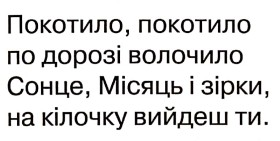 Покотило, покотило
по дорозі волочило
Сонце, Місяць і зірки,
на кілочку вийдеш ти.